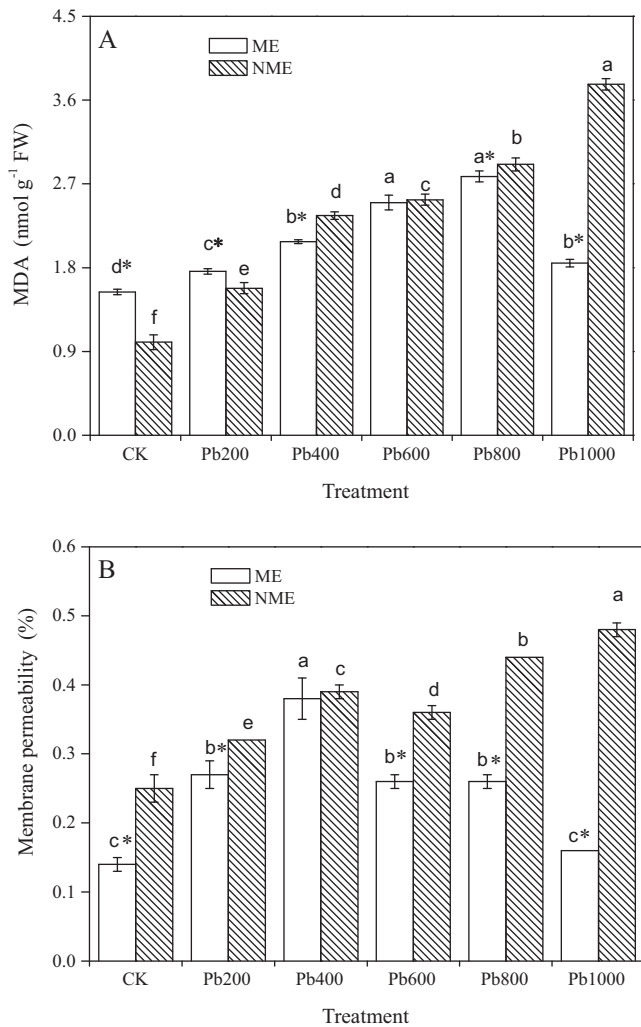 A
ME
NME
MDA (nmol g⁻¹ FW)
4.5
3.6
2.7
1.8
0.9
0.0
d*
f
c*
e
b*
d
a
c
a*
b
b*
a
CK Pb200 Pb400 Pb600 Pb800 Pb1000
Treatment
B
ME
NME
Membrane permeability (%)
0.6
0.5
0.4
0.3
0.2
0.1
0.0
c*
f
b*
e
a
c
b*
d
b*
b
c*
a
CK Pb200 Pb400 Pb600 Pb800 Pb1000
Treatment